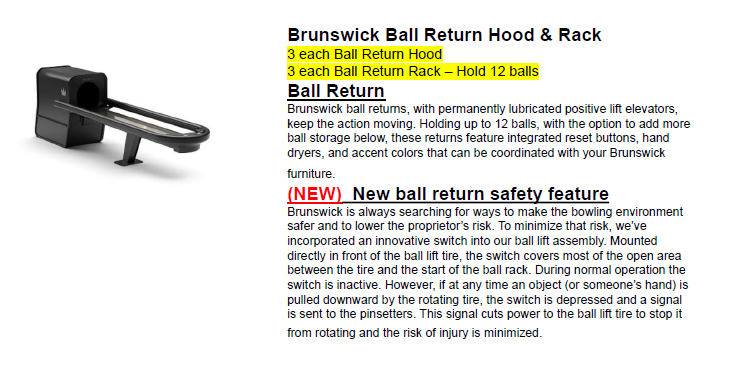 Brunswick Ball Return Hood & Rack
3 each Ball Return Hood
3 each Ball Return Rack – Hold 12 balls
Ball Return
Brunswick ball returns, with permanently lubricated positive lift elevators,
keep the action moving. Holding up to 12 balls, with the option to add more
ball storage below, these returns feature integrated reset buttons, hand
dryers, and accent colors that can be coordinated with your Brunswick
furniture.
(NEW) New ball return safety feature
Brunswick is always searching for ways to make the bowling environment
safer and to lower the proprietor's risk. To minimize that risk, we've
incorporated an innovative switch into our ball lift assembly. Mounted
directly in front of the ball lift tire, the switch covers most of the open area
between the tire and the start of the ball rack. During normal operation the
switch is inactive. However, if at any time an object (or someone's hand) is
pulled downward by the rotating tire, the switch is depressed and a signal
is sent to the pinsetters. This signal cuts power to the ball lift tire to stop it
from rotating and the risk of injury is minimized.